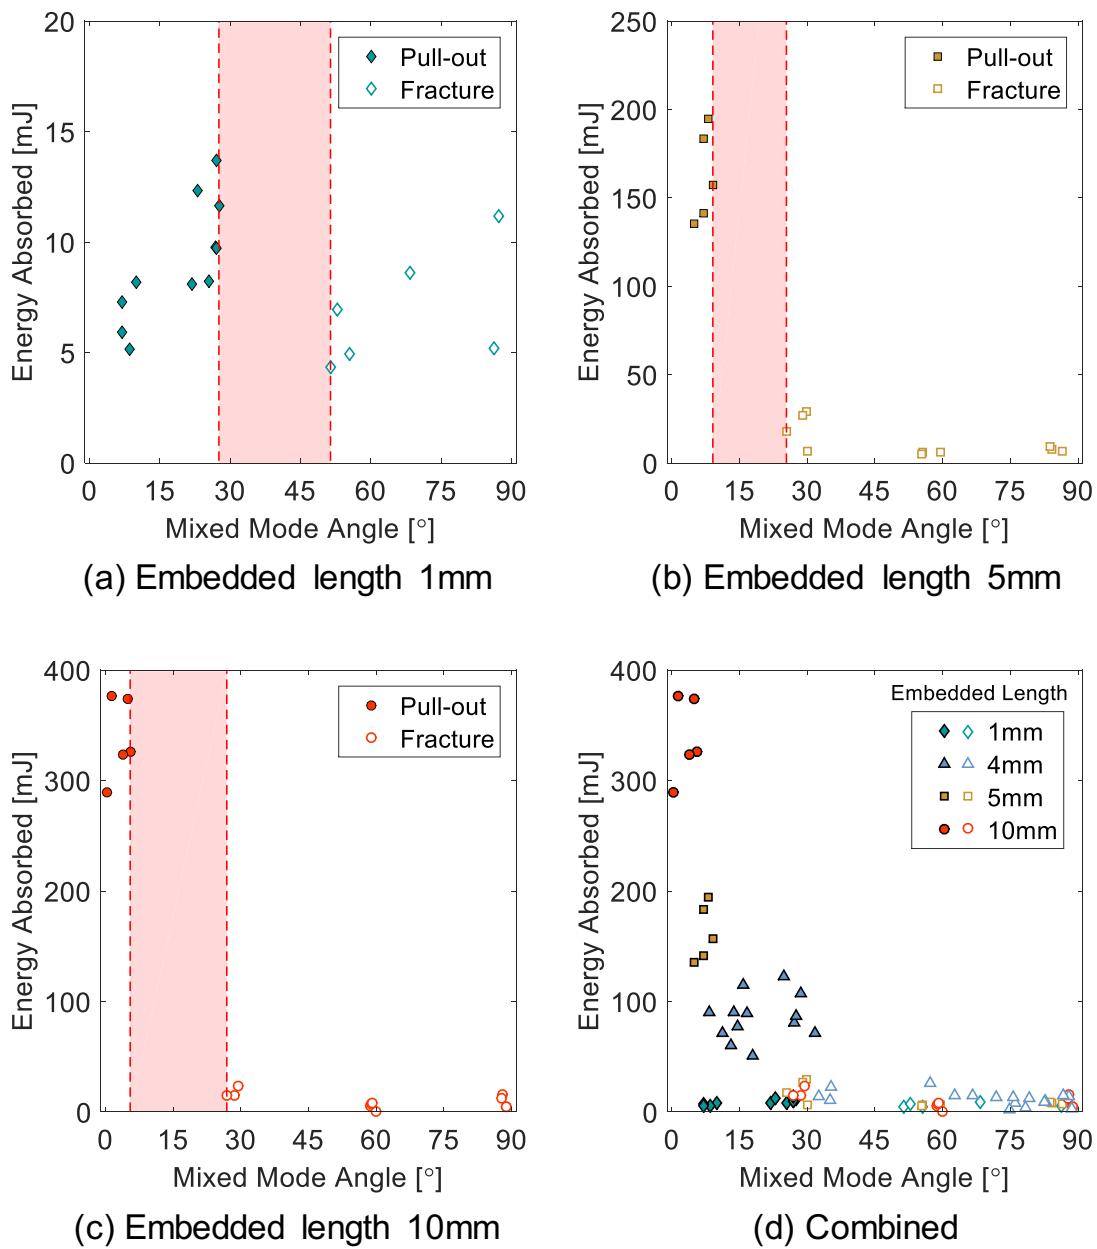 20
15
10
5
0
Energy Absorbed [mJ]
Pull-out
Fracture
0 15 30 45 60 75 90
Mixed Mode Angle [°]
(a) Embedded length 1mm
250
200
150
100
50
0
Energy Absorbed [mJ]
Pull-out
Fracture
0 15 30 45 60 75 90
Mixed Mode Angle [°]
(b) Embedded length 5mm
400
300
200
100
0
Energy Absorbed [mJ]
Pull-out
Fracture
0 15 30 45 60 75 90
Mixed Mode Angle [°]
(c) Embedded length 10mm
400
300
200
100
0
Energy Absorbed [mJ]
Embedded Length
1mm
4mm
5mm
10mm
0 15 30 45 60 75 90
Mixed Mode Angle [°]
(d) Combined